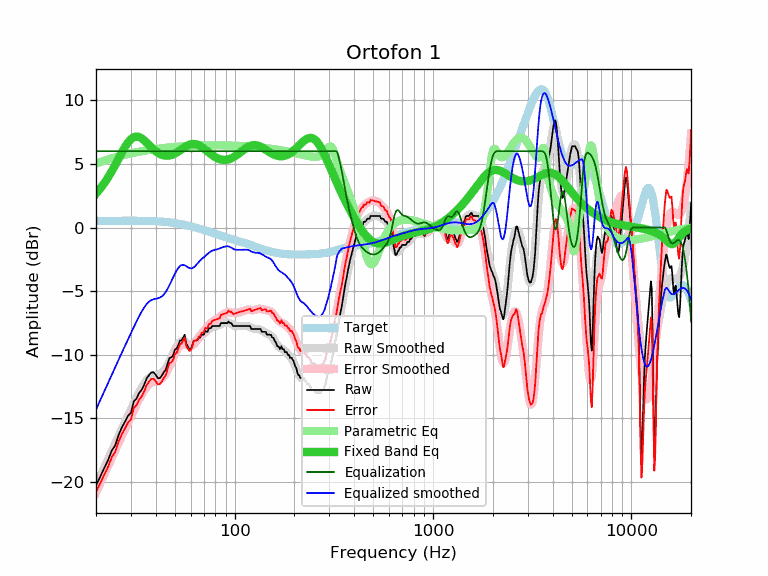 Ortofon 1
Amplitude (dBr)
10
5
0
−5
−10
−15
−20
Target
Raw Smoothed
Error Smoothed
Raw
Error
Parametric Eq
Fixed Band Eq
Equalization
Equalized smoothed
100 1000 10000
Frequency (Hz)